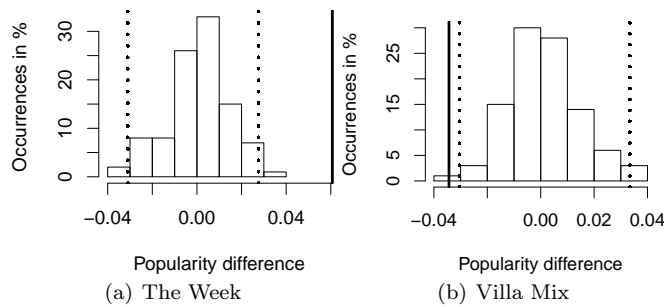 Occurrences in %
0
10
20
30
−0.04
0.00
0.04
Popularity difference
(a) The Week
Occurrences in %
0
5
15
25
−0.04
0.00
0.02
0.04
Popularity difference
(b) Villa Mix